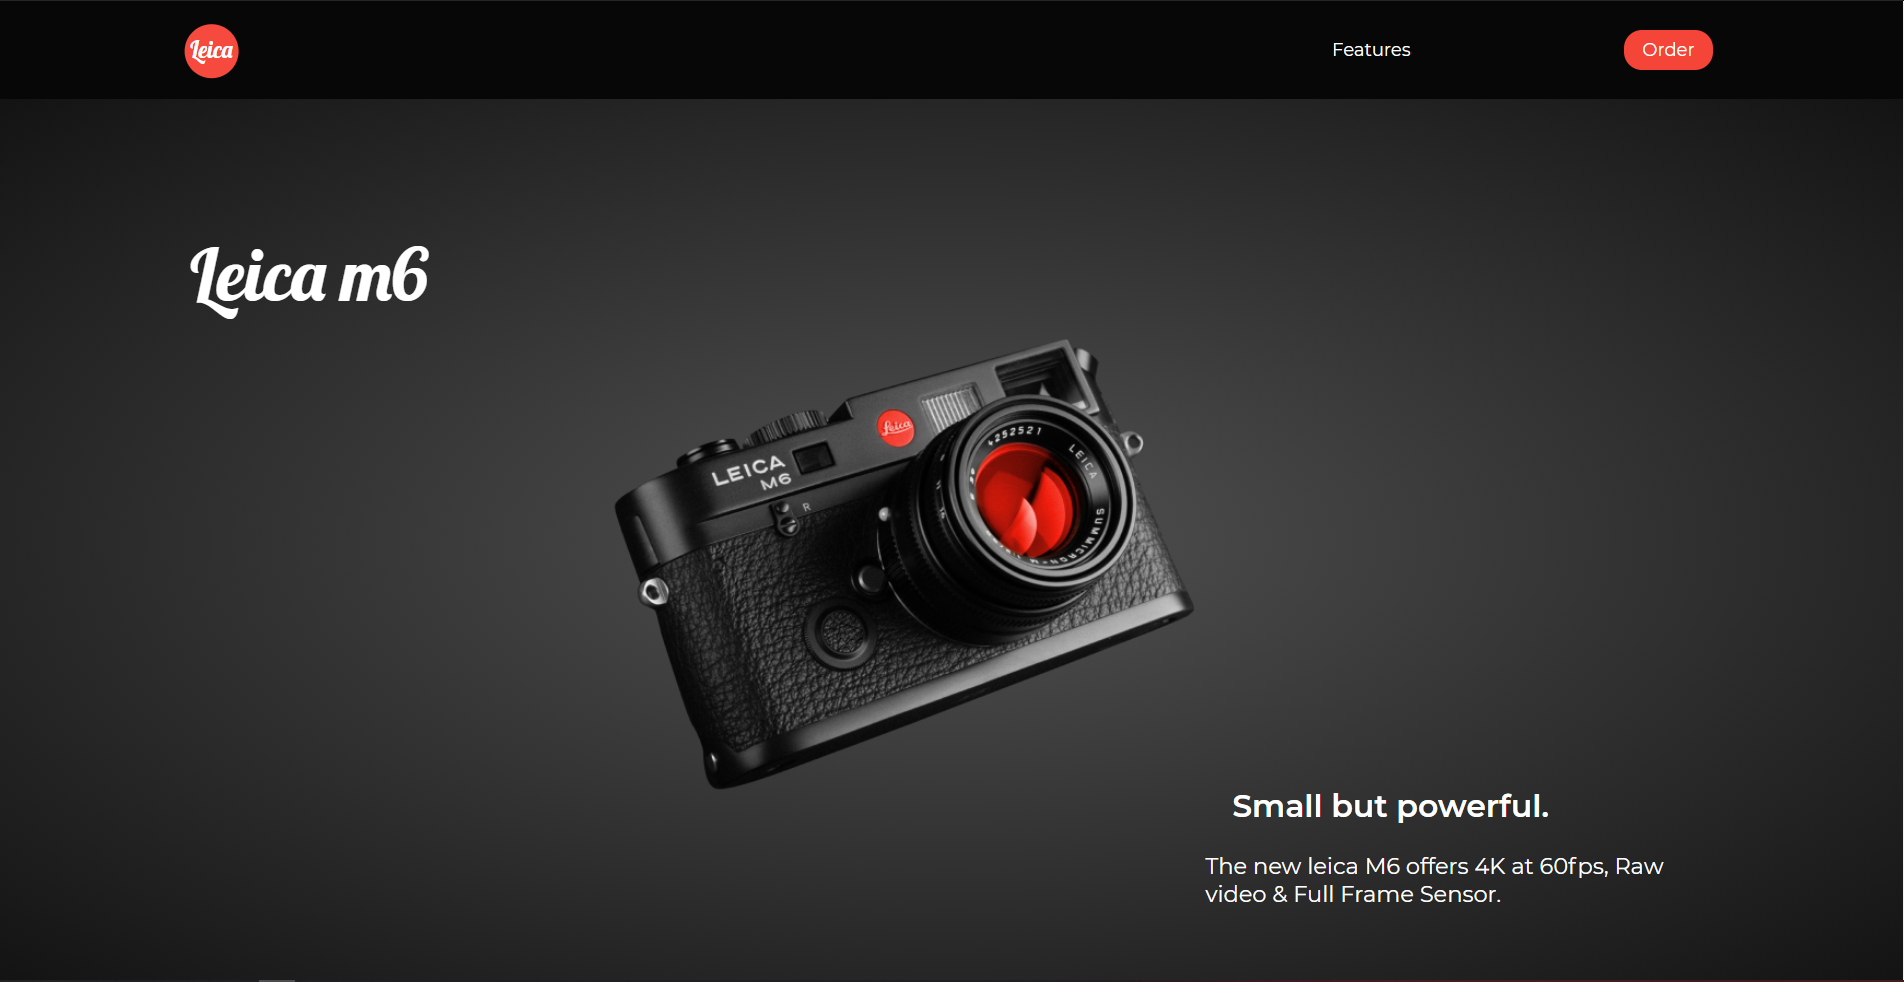 Leica
Features
Order
Leica m6
Leica
LEICA
M6
R
4252521
LEICA
SUMMICRON-M
Small but powerful.
The new leica M6 offers 4K at 60fps, Raw
video & Full Frame Sensor.